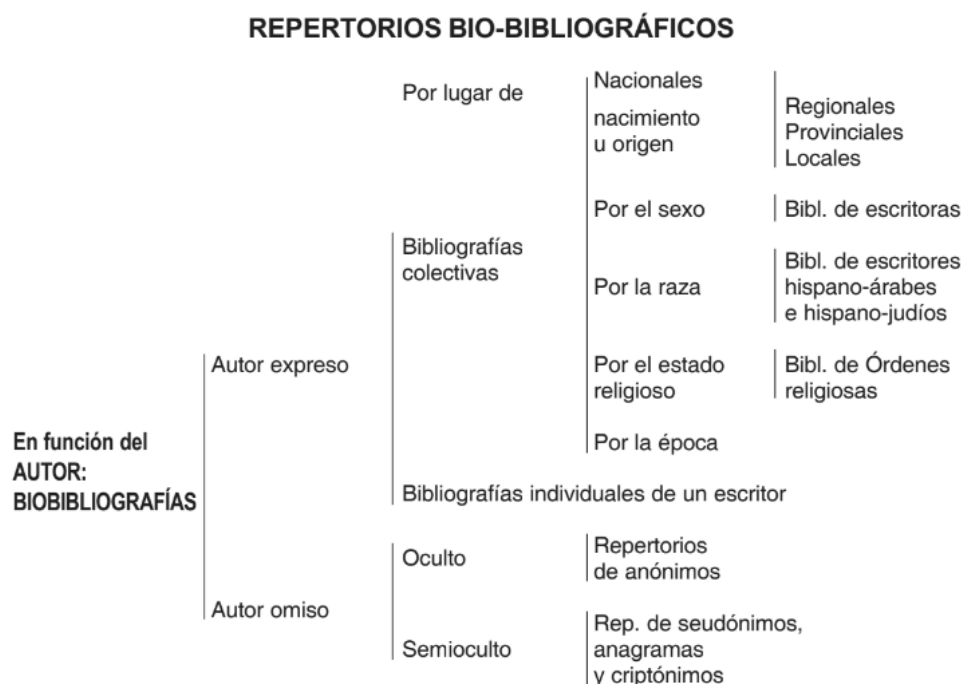 REPERTORIOS BIO-BIBLIOGRÁFICOS
Por lugar de
Nacionales
nacimiento
u origen
Regionales
Provinciales
Locales
Por el sexo
Bibl. de escritoras
Bibliografías
colectivas
Por la raza
Bibl. de escritores
hispano-árabes
e hispano-judíos
Autor expreso
Por el estado
religioso
Bibl. de Órdenes
religiosas
En función del
AUTOR:
BIOBIBLIOGRAFÍAS
Por la época
Bibliografías individuales de un escritor
Oculto
Repertorios
de anónimos
Autor omiso
Semioculto
Rep. de seudónimos,
anagramas
y criptónimos